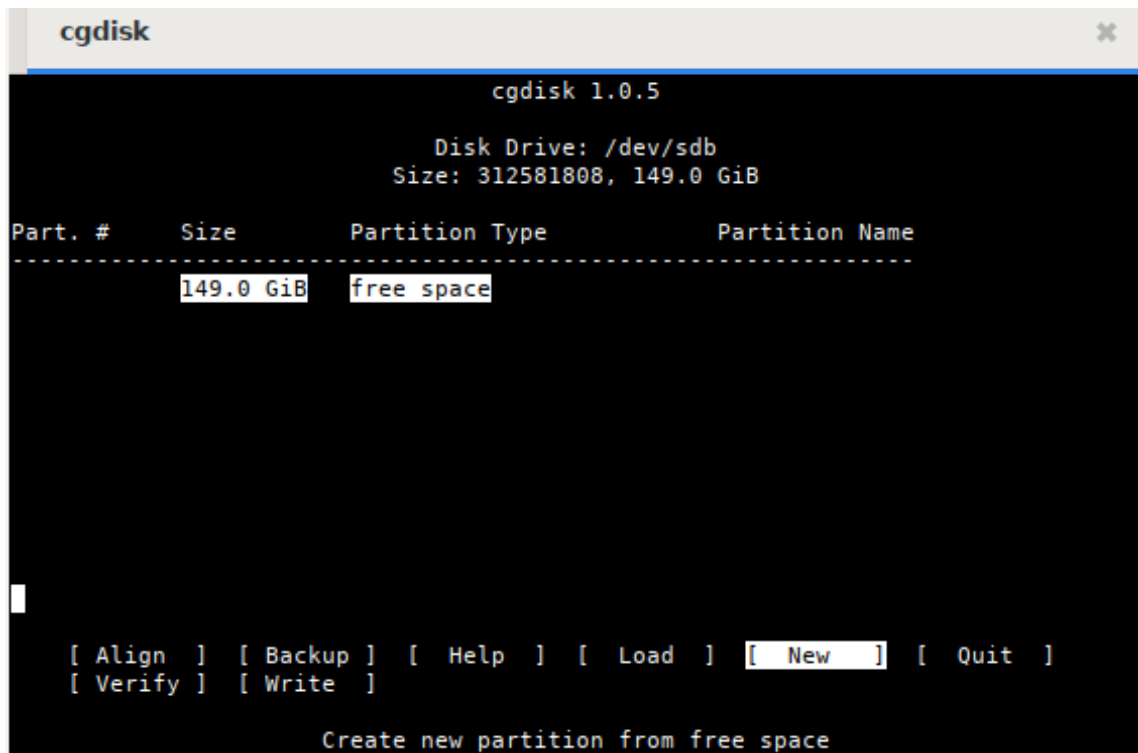 cgdisk
cgdisk 1.0.5
Disk Drive: /dev/sdb
Size: 312581808, 149.0 GiB
Part. # Size Partition Type Partition Name
----------------------------------------------------------------
149.0 GiB free space
[ Align ] [ Backup ] [ Help ] [ Load ] [ New ] [ Quit ]
[ Verify ] [ Write ]
Create new partition from free space